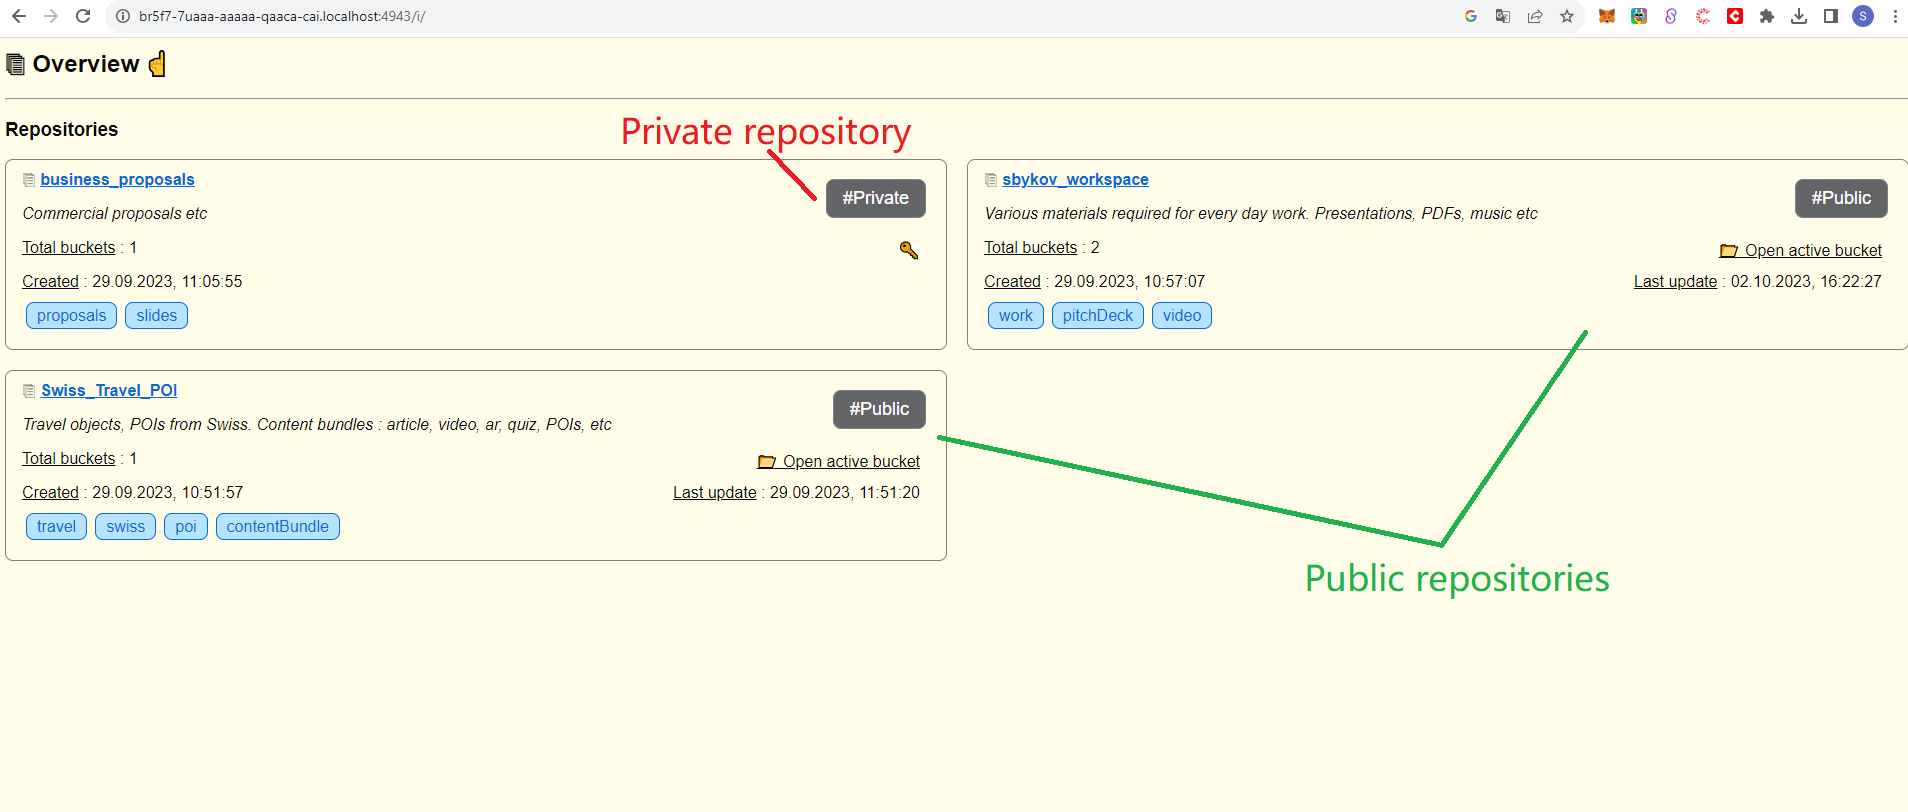 br5f7-7uaaa-aaaaa-qaaca-cai.localhost:4943/i/
S
Overview
Repositories
Private repository
business_proposals
#Private
Commercial proposals etc
Total buckets : 1
Created : 29.09.2023, 11:05:55
proposals slides
sbykov_workspace
#Public
Various materials required for every day work. Presentations, PDFs, music etc
Total buckets : 2
Open active bucket
Created : 29.09.2023, 10:57:07
Last update : 02.10.2023, 16:22:27
work pitchDeck video
Swiss_Travel_POI
#Public
Travel objects, POIs from Swiss. Content bundles : article, video, ar, quiz, POIs, etc
Total buckets : 1
Open active bucket
Created : 29.09.2023, 10:51:57
Last update : 29.09.2023, 11:51:20
travel swiss poi contentBundle
Public repositories